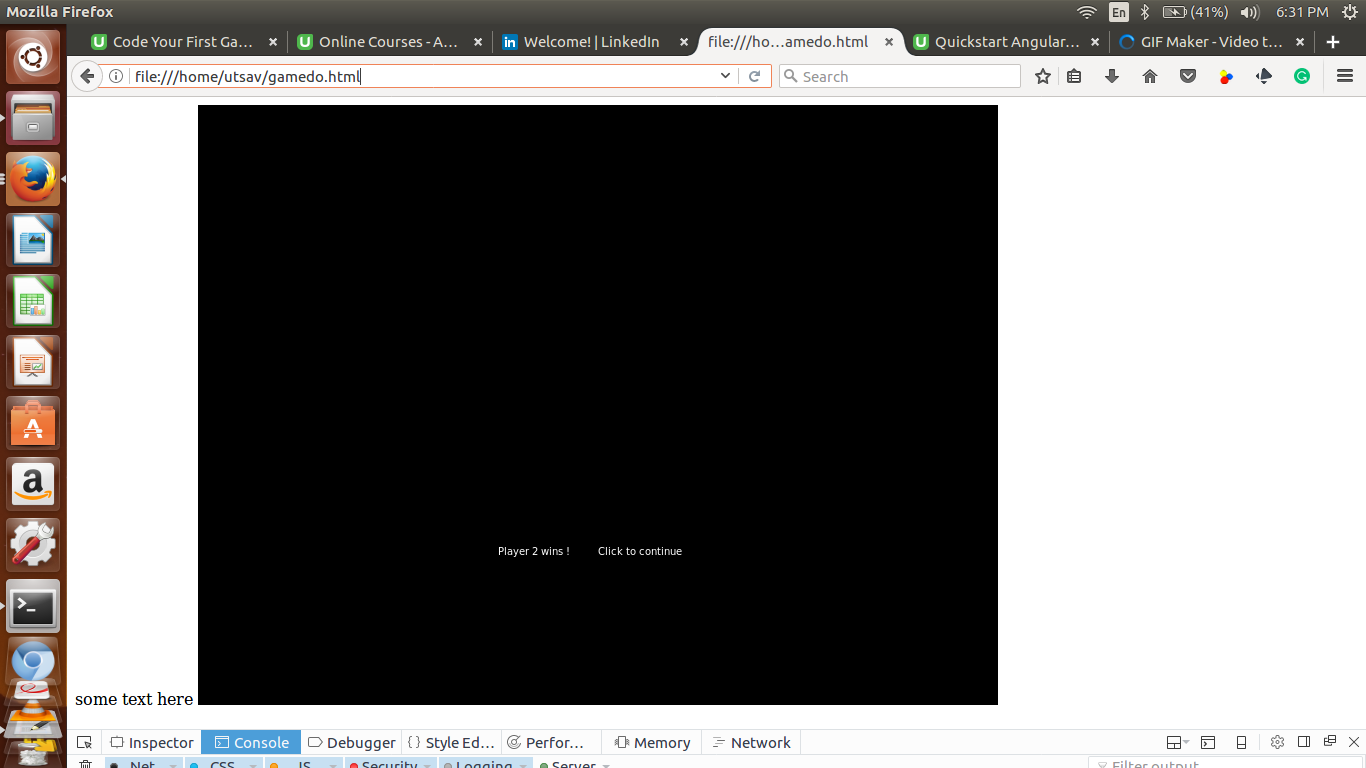 Mozilla Firefox En (41%) 6:31 PM
Code Your First Ga... Online Courses - A... Welcome! | LinkedIn file:///ho...amedo.html Quickstart Angular... GIF Maker - Video t...
file:///home/utsav/gamedo.html Search
Player 2 wins ! Click to continue
some text here
Inspector Console Debugger Style Ed... Perfor... Memory Network
Net CSS JS Security Logging Server Filter output